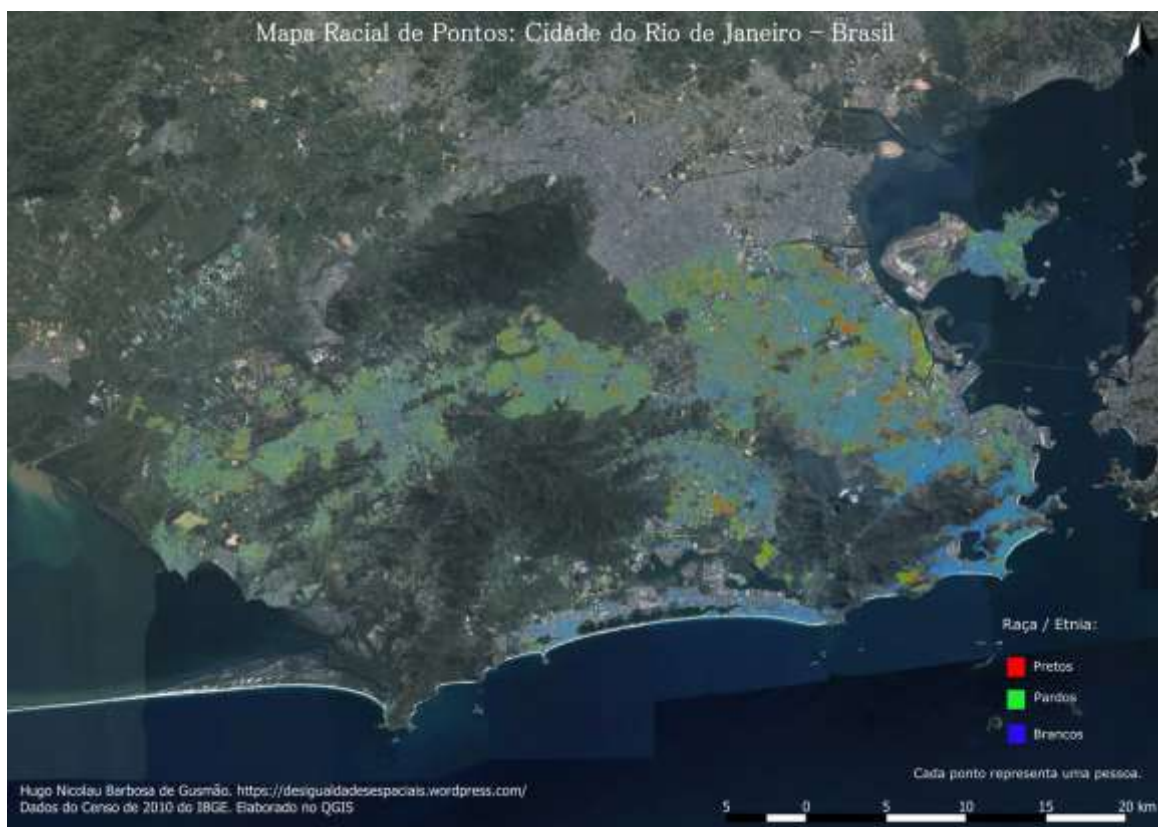 Mapa Racial de Pontos: Cidade do Rio de Janeiro – Brasil
Raça / Etnia:
Pretos
Pardos
Brancos
Cada ponto representa uma pessoa.
Hugo Nicolau Barbosa de Gusmão. https://desigualdadesespaciais.wordpress.com/
Dados do Censo de 2010 do IBGE. Elaborado no QGIS
5 0 5 10 15 20 km